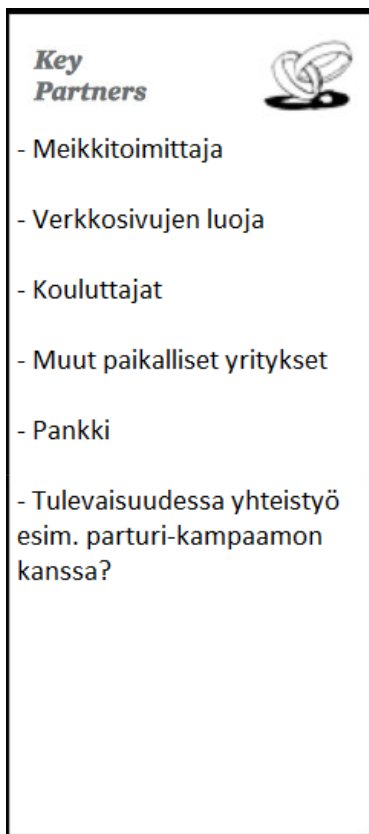 Key
Partners
- Meikkitoimittaja
- Verkkosivujen luoja
- Kouluttajat
- Muut paikalliset yritykset
- Pankki
- Tulevaisuudessa yhteistyö
esim. parturi-kampaamon
kanssa?